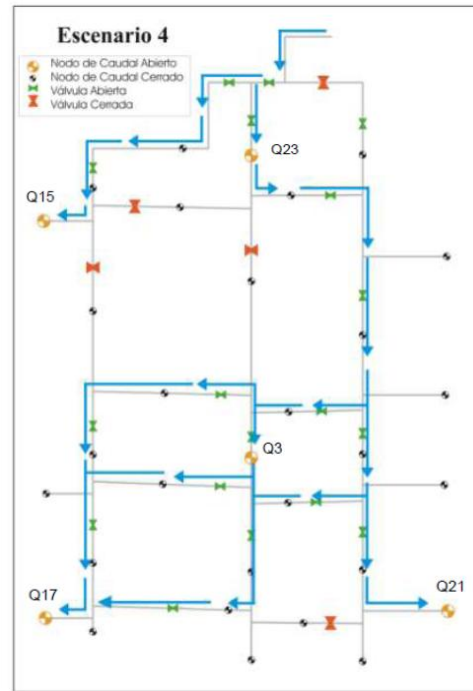 Escenario 4
Nodo de Caudal Abierto
Nodo de Caudal Cerrado
Válvula Abierta
Válvula Cerrada
Q23
Q15
Q3
Q17
Q21